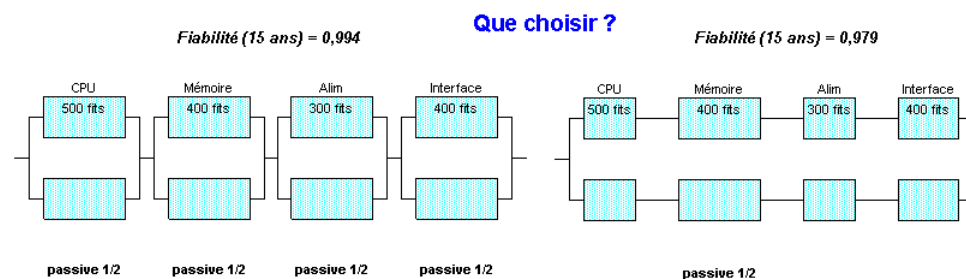 Que choisir ?
Fiabilité (15 ans) = 0,994
Fiabilité (15 ans) = 0,979
CPU Mémoire Alim Interface
500 fits 400 fits 300 fits 400 fits
passive 1/2 passive 1/2 passive 1/2 passive 1/2
CPU Mémoire Alim Interface
500 fits 400 fits 300 fits 400 fits
passive 1/2